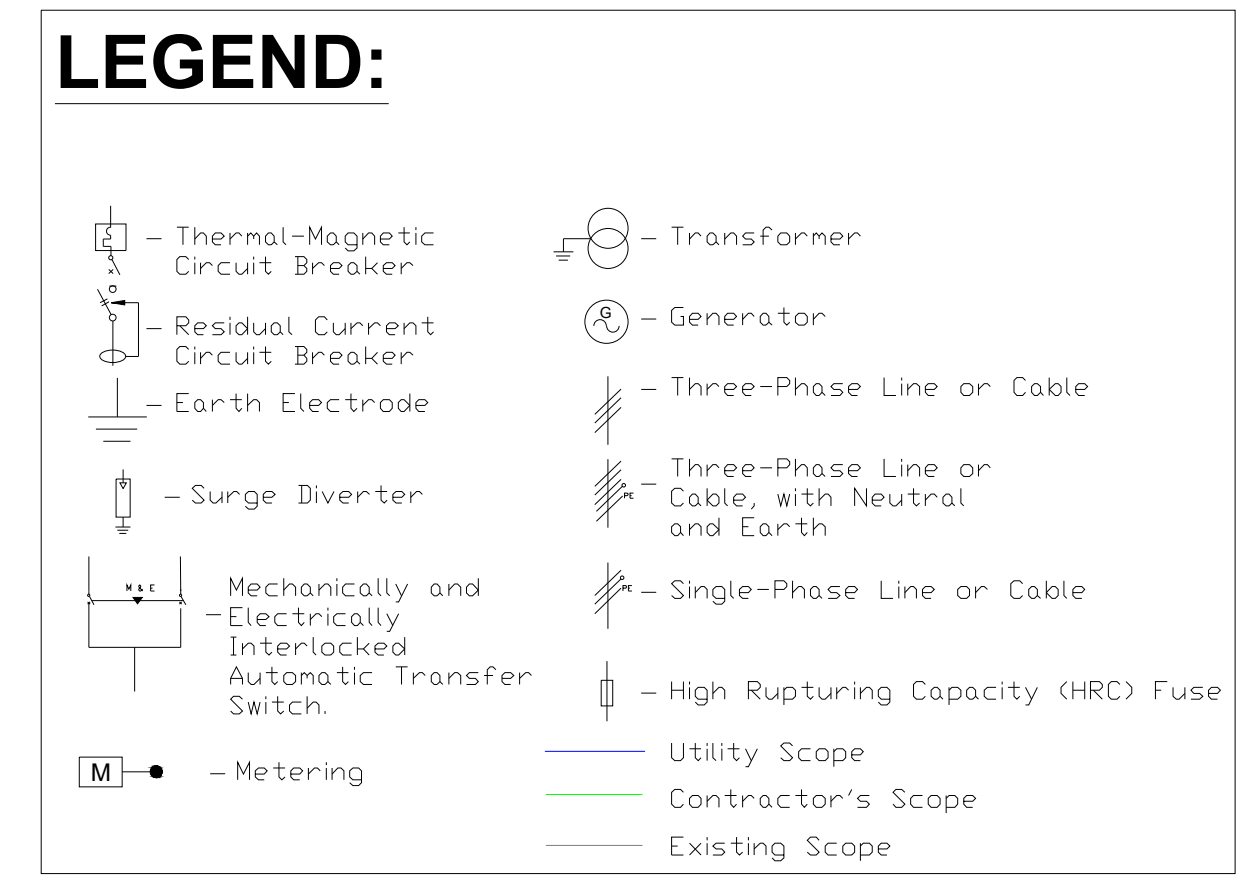 LEGEND:
– Thermal-Magnetic
Circuit Breaker
– Residual Current
Circuit Breaker
– Earth Electrode
– Surge Diverter
M & E
Mechanically and
– Electrically
Interlocked
Automatic Transfer
Switch.
M
– Metering
– Transformer
G
– Generator
– Three-Phase Line or Cable
– Three-Phase Line or
Cable, with Neutral
and Earth
PE
– Single-Phase Line or Cable
PE
– High Rupturing Capacity (HRC) Fuse
Utility Scope
Contractor's Scope
Existing Scope